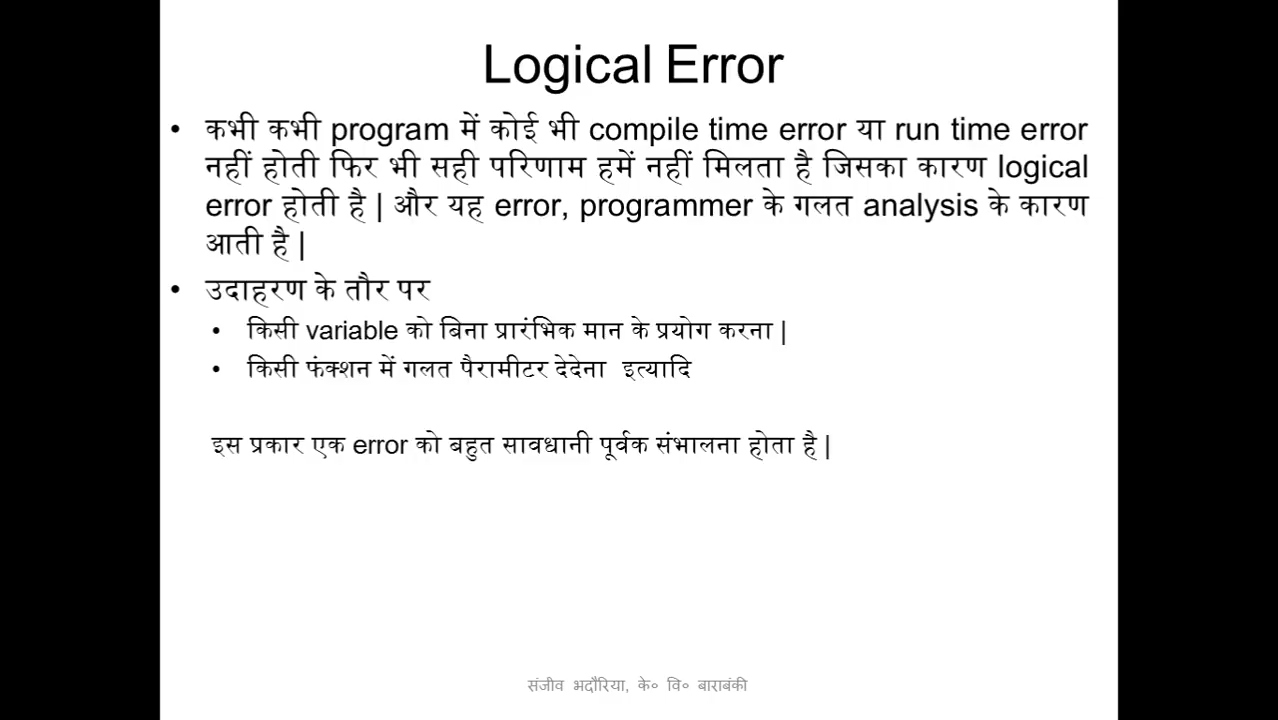 Logical Error
• कभी कभी program में कोई भी compile time error या run time error
नहीं होती फिर भी सही परिणाम हमें नहीं मिलता है जिसका कारण logical
error होती है | और यह error, programmer के गलत analysis के कारण
आती है |
• उदाहरण के तौर पर
• किसी variable को बिना प्रारंभिक मान के प्रयोग करना |
• किसी फंक्शन में गलत पैरामीटर देदेना इत्यादि
इस प्रकार एक error को बहुत सावधानी पूर्वक संभालना होता है |
संजीव भदौरिया, के० वि० बाराबंकी